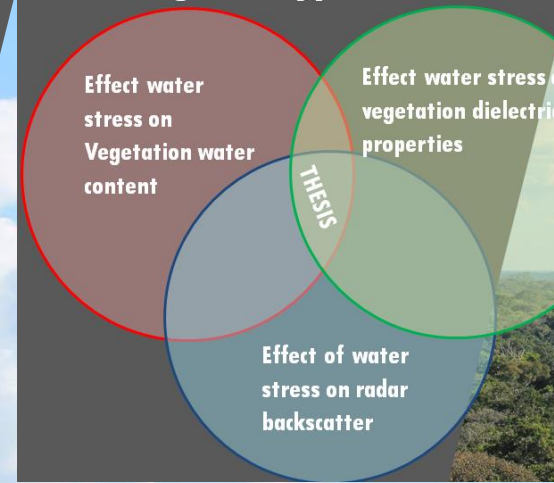 Effect water
stress on
Vegetation water
content
Effect water stress
vegetation dielectric
properties
THESIS
Effect of water
stress on radar
backscatter